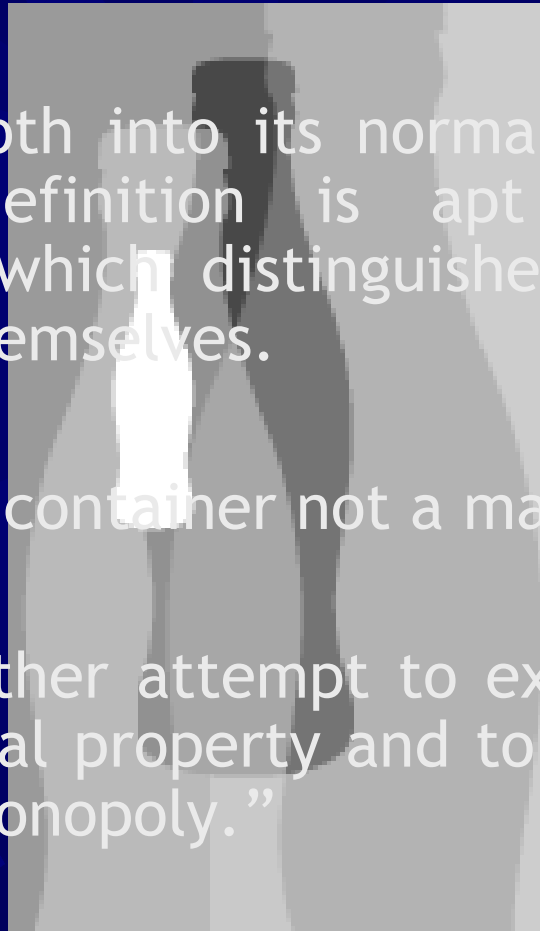 oth into its norma
efinition is apt
which distinguishe
emselves.
container not a ma
ther attempt to ex
al property and to
onopoly.”